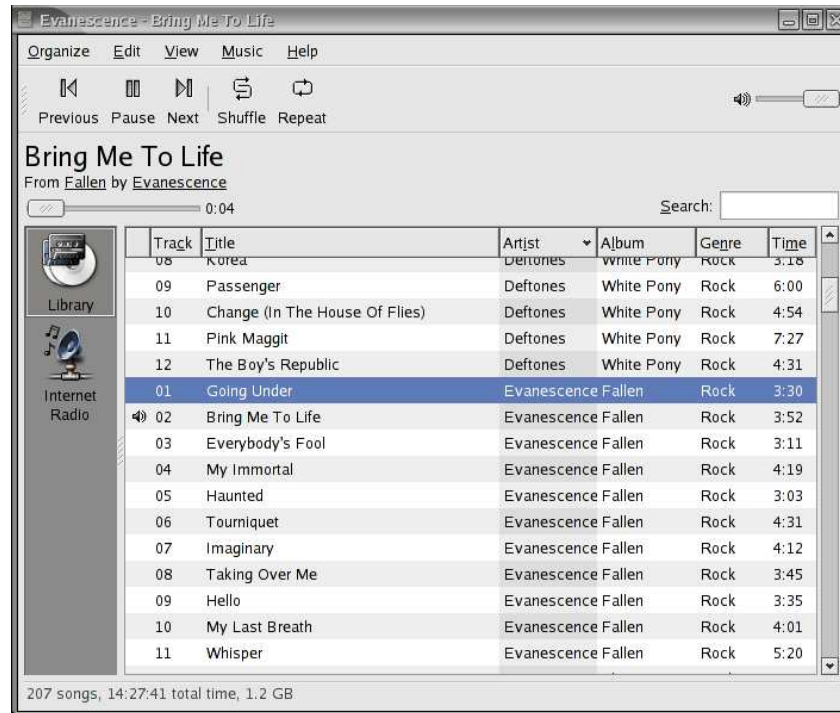 Evanescence - Bring Me To Life
Organize Edit View Music Help
Previous Pause Next Shuffle Repeat
Bring Me To Life
From Fallen by Evanescence
0:04
Search:
Library
Internet
Radio
Track Title Artist Album Genre Time
08 Korea Deftones White Pony Rock 3:18
09 Passenger Deftones White Pony Rock 6:00
10 Change (In The House Of Flies) Deftones White Pony Rock 4:54
11 Pink Maggit Deftones White Pony Rock 7:27
12 The Boy's Republic Deftones White Pony Rock 4:31
01 Going Under Evanescence Fallen Rock 3:30
02 Bring Me To Life Evanescence Fallen Rock 3:52
03 Everybody's Fool Evanescence Fallen Rock 3:11
04 My Immortal Evanescence Fallen Rock 4:19
05 Haunted Evanescence Fallen Rock 3:03
06 Tourniquet Evanescence Fallen Rock 4:31
07 Imaginary Evanescence Fallen Rock 4:12
08 Taking Over Me Evanescence Fallen Rock 3:45
09 Hello Evanescence Fallen Rock 3:35
10 My Last Breath Evanescence Fallen Rock 4:01
11 Whisper Evanescence Fallen Rock 5:20
207 songs, 14:27:41 total time, 1.2 GB